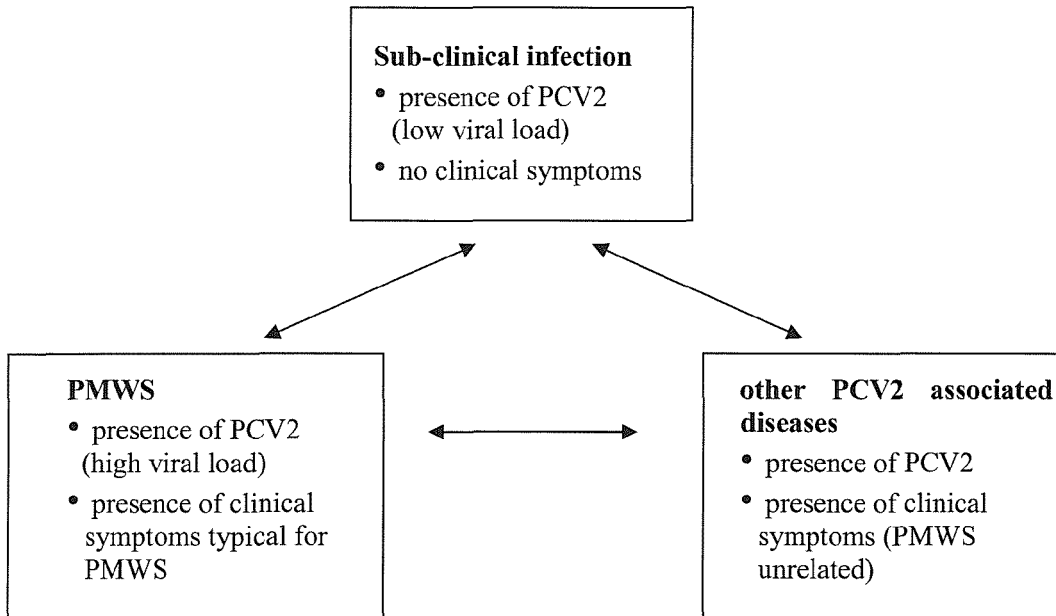 Sub-clinical infection
• presence of PCV2
(low viral load)
• no clinical symptoms
PMWS
• presence of PCV2
(high viral load)
• presence of clinical
symptoms typical for
PMWS
other PCV2 associated
diseases
• presence of PCV2
• presence of clinical
symptoms (PMWS
unrelated)